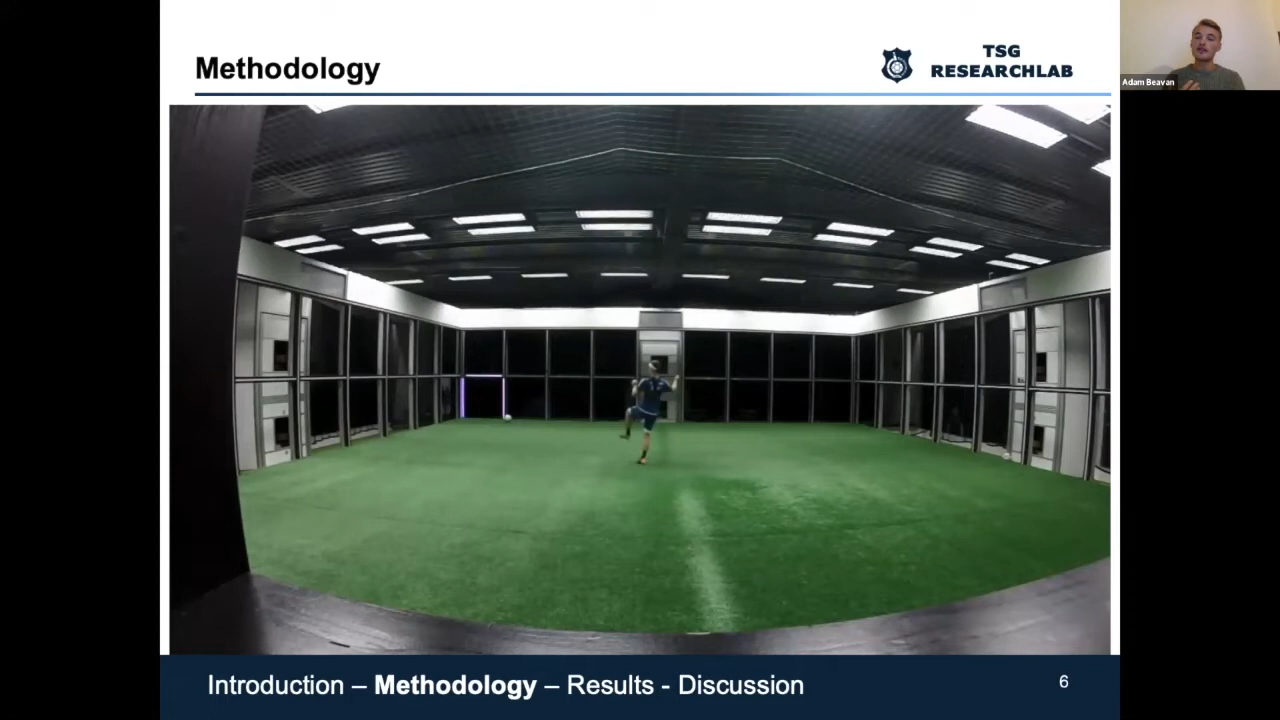 Methodology
TSG
RESEARCHLAB
Adam Beavan
Introduction – Methodology – Results - Discussion
6